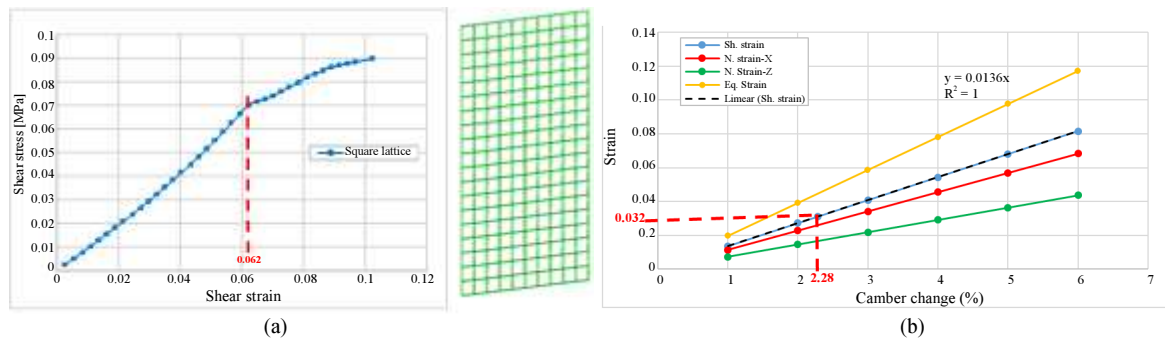 0.1
0.09
0.08
0.07
0.06
0.05
0.04
0.03
0.02
0.01
0
0 0.02 0.04 0.06 0.08 0.1 0.12
0.062
Shear stress [MPa]
Shear strain
Square lattice
(a)
0.14
0.12
0.10
0.08
0.06
0.04
0.2
0
0.032
Strain
Sh. strain
N. strain-X
N. Strain-Z
Eq. Strain
Limear (Sh. strain)
y = 0.0136x
R² = 1
0 1 2 3 4 5 6 7
2.28
Camber change (%)
(b)